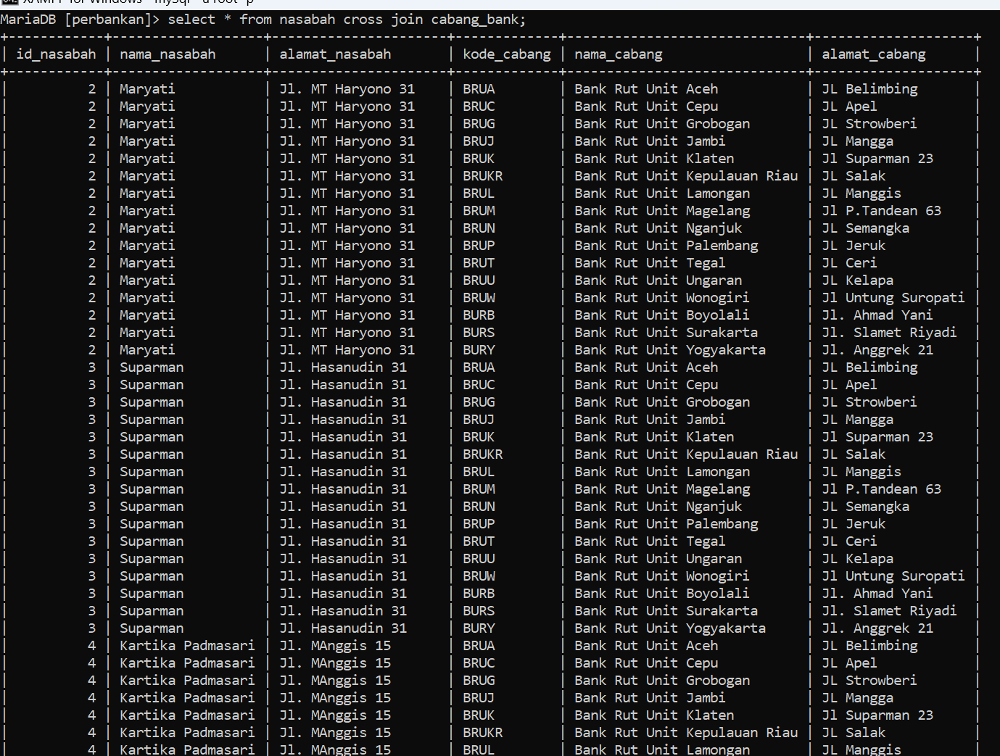 XAMPP for Windows - mysql -u root -p
MariaDB [perbankan]> select * from nasabah cross join cabang_bank;
+------------+-------------------+----------------------+-------------+------------------------------+--------------------+
| id_nasabah | nama_nasabah      | alamat_nasabah       | kode_cabang | nama_cabang                  | alamat_cabang      |
+------------+-------------------+----------------------+-------------+------------------------------+--------------------+
|          2 | Maryati           | Jl. MT Haryono 31    | BRUA        | Bank Rut Unit Aceh           | JL Belimbing       |
|          2 | Maryati           | Jl. MT Haryono 31    | BRUC        | Bank Rut Unit Cepu           | JL Apel            |
|          2 | Maryati           | Jl. MT Haryono 31    | BRUG        | Bank Rut Unit Grobogan       | JL Strowberi       |
|          2 | Maryati           | Jl. MT Haryono 31    | BRUJ        | Bank Rut Unit Jambi          | JL Mangga          |
|          2 | Maryati           | Jl. MT Haryono 31    | BRUK        | Bank Rut Unit Klaten         | Jl Suparman 23     |
|          2 | Maryati           | Jl. MT Haryono 31    | BRUKR       | Bank Rut Unit Kepulauan Riau | JL Salak           |
|          2 | Maryati           | Jl. MT Haryono 31    | BRUL        | Bank Rut Unit Lamongan       | JL Manggis         |
|          2 | Maryati           | Jl. MT Haryono 31    | BRUM        | Bank Rut Unit Magelang       | Jl P.Tandean 63    |
|          2 | Maryati           | Jl. MT Haryono 31    | BRUN        | Bank Rut Unit Nganjuk        | JL Semangka        |
|          2 | Maryati           | Jl. MT Haryono 31    | BRUP        | Bank Rut Unit Palembang      | JL Jeruk           |
|          2 | Maryati           | Jl. MT Haryono 31    | BRUT        | Bank Rut Unit Tegal          | JL Ceri            |
|          2 | Maryati           | Jl. MT Haryono 31    | BRUU        | Bank Rut Unit Ungaran        | JL Kelapa          |
|          2 | Maryati           | Jl. MT Haryono 31    | BRUW        | Bank Rut Unit Wonogiri       | Jl Untung Suropati |
|          2 | Maryati           | Jl. MT Haryono 31    | BURB        | Bank Rut Unit Boyolali       | Jl. Ahmad Yani     |
|          2 | Maryati           | Jl. MT Haryono 31    | BURS        | Bank Rut Unit Surakarta      | Jl. Slamet Riyadi  |
|          2 | Maryati           | Jl. MT Haryono 31    | BURY        | Bank Rut Unit Yogyakarta     | Jl. Anggrek 21     |
|          3 | Suparman          | Jl. Hasanudin 31     | BRUA        | Bank Rut Unit Aceh           | JL Belimbing       |
|          3 | Suparman          | Jl. Hasanudin 31     | BRUC        | Bank Rut Unit Cepu           | JL Apel            |
|          3 | Suparman          | Jl. Hasanudin 31     | BRUG        | Bank Rut Unit Grobogan       | JL Strowberi       |
|          3 | Suparman          | Jl. Hasanudin 31     | BRUJ        | Bank Rut Unit Jambi          | JL Mangga          |
|          3 | Suparman          | Jl. Hasanudin 31     | BRUK        | Bank Rut Unit Klaten         | Jl Suparman 23     |
|          3 | Suparman          | Jl. Hasanudin 31     | BRUKR       | Bank Rut Unit Kepulauan Riau | JL Salak           |
|          3 | Suparman          | Jl. Hasanudin 31     | BRUL        | Bank Rut Unit Lamongan       | JL Manggis         |
|          3 | Suparman          | Jl. Hasanudin 31     | BRUM        | Bank Rut Unit Magelang       | Jl P.Tandean 63    |
|          3 | Suparman          | Jl. Hasanudin 31     | BRUN        | Bank Rut Unit Nganjuk        | JL Semangka        |
|          3 | Suparman          | Jl. Hasanudin 31     | BRUP        | Bank Rut Unit Palembang      | JL Jeruk           |
|          3 | Suparman          | Jl. Hasanudin 31     | BRUT        | Bank Rut Unit Tegal          | JL Ceri            |
|          3 | Suparman          | Jl. Hasanudin 31     | BRUU        | Bank Rut Unit Ungaran        | JL Kelapa          |
|          3 | Suparman          | Jl. Hasanudin 31     | BRUW        | Bank Rut Unit Wonogiri       | Jl Untung Suropati |
|          3 | Suparman          | Jl. Hasanudin 31     | BURB        | Bank Rut Unit Boyolali       | Jl. Ahmad Yani     |
|          3 | Suparman          | Jl. Hasanudin 31     | BURS        | Bank Rut Unit Surakarta      | Jl. Slamet Riyadi  |
|          3 | Suparman          | Jl. Hasanudin 31     | BURY        | Bank Rut Unit Yogyakarta     | Jl. Anggrek 21     |
|          4 | Kartika Padmasari | Jl. MAnggis 15       | BRUA        | Bank Rut Unit Aceh           | JL Belimbing       |
|          4 | Kartika Padmasari | Jl. MAnggis 15       | BRUC        | Bank Rut Unit Cepu           | JL Apel            |
|          4 | Kartika Padmasari | Jl. MAnggis 15       | BRUG        | Bank Rut Unit Grobogan       | JL Strowberi       |
|          4 | Kartika Padmasari | Jl. MAnggis 15       | BRUJ        | Bank Rut Unit Jambi          | JL Mangga          |
|          4 | Kartika Padmasari | Jl. MAnggis 15       | BRUK        | Bank Rut Unit Klaten         | Jl Suparman 23     |
|          4 | Kartika Padmasari | Jl. MAnggis 15       | BRUKR       | Bank Rut Unit Kepulauan Riau | JL Salak           |
|          4 | Kartika Padmasari | Jl. MAnggis 15       | BRUL        | Bank Rut Unit Lamongan       | JL Manggis         |